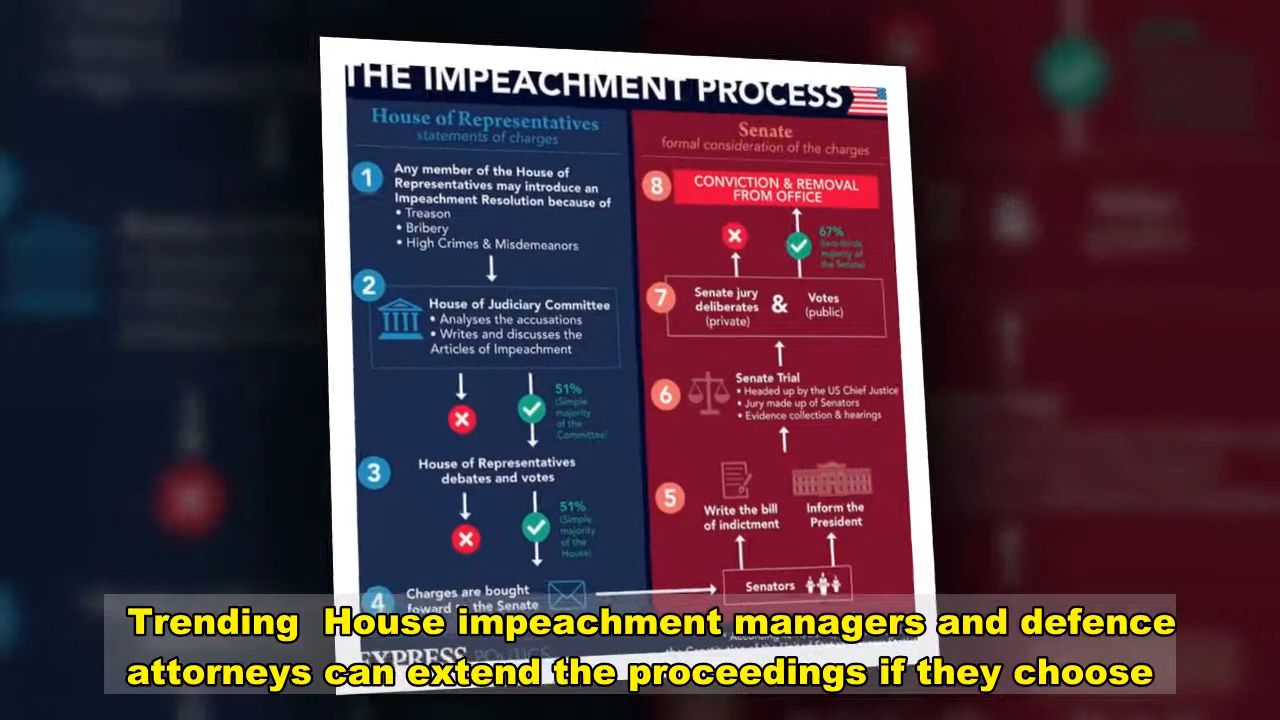 THE IMPEACHMENT PROCESS
House of Representatives
statements of charges
1
Any member of the House of
Representatives may introduce an
Impeachment Resolution because of
• Treason
• Bribery
• High Crimes & Misdemeanors
2
House of Judiciary Committee
• Analyses the accusations
• Writes and discusses the
Articles of Impeachment
51%
(Simple
majority
of the
Committee)
3
House of Representatives
debates and votes
51%
(Simple
majority
of the
House)
4
Charges are bought
foward to the Senate
Senate
formal consideration of the charges
8
CONVICTION & REMOVAL
FROM OFFICE
67%
(two-thirds
majority of
the Senate)
7
Senate jury
deliberates
(private)
&
Votes
(public)
6
Senate Trial
• Headed up by the US Chief Justice
• Jury made up of Senators
• Evidence collection & hearings
5
Write the bill
of indictment
Inform the
President
Senators
EXPRESS POLITICS
Trending House impeachment managers and defence
attorneys can extend the proceedings if they choose